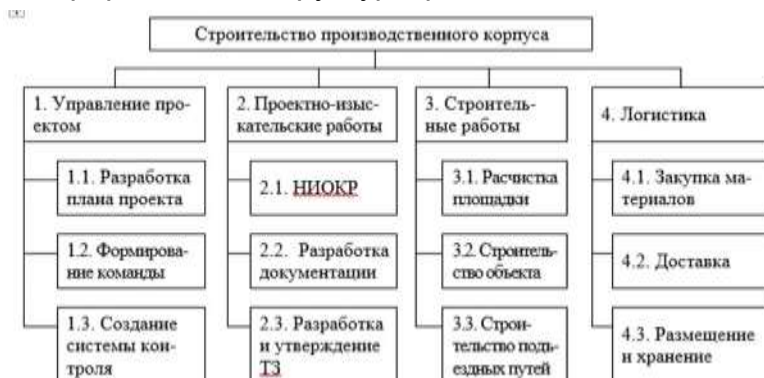 Строительство производственного корпуса
1. Управление про-
ектом
1.1. Разработка
плана проекта
1.2. Формирова-
ние команды
1.3. Создание
системы кон-
троля
2. Проектно-изыс-
кательские работы
2.1. НИОКР
2.2. Разработка
документации
2.3. Разработка
и утверждение
ТЗ
3. Строитель-
ные работы
3.1. Расчистка
площадки
3.2. Строитель-
ство объекта
3.3. Строи-
тельство подъ-
ездных путей
4. Логистика
4.1. Закупка ма-
териалов
4.2. Доставка
4.3. Размещение
и хранение